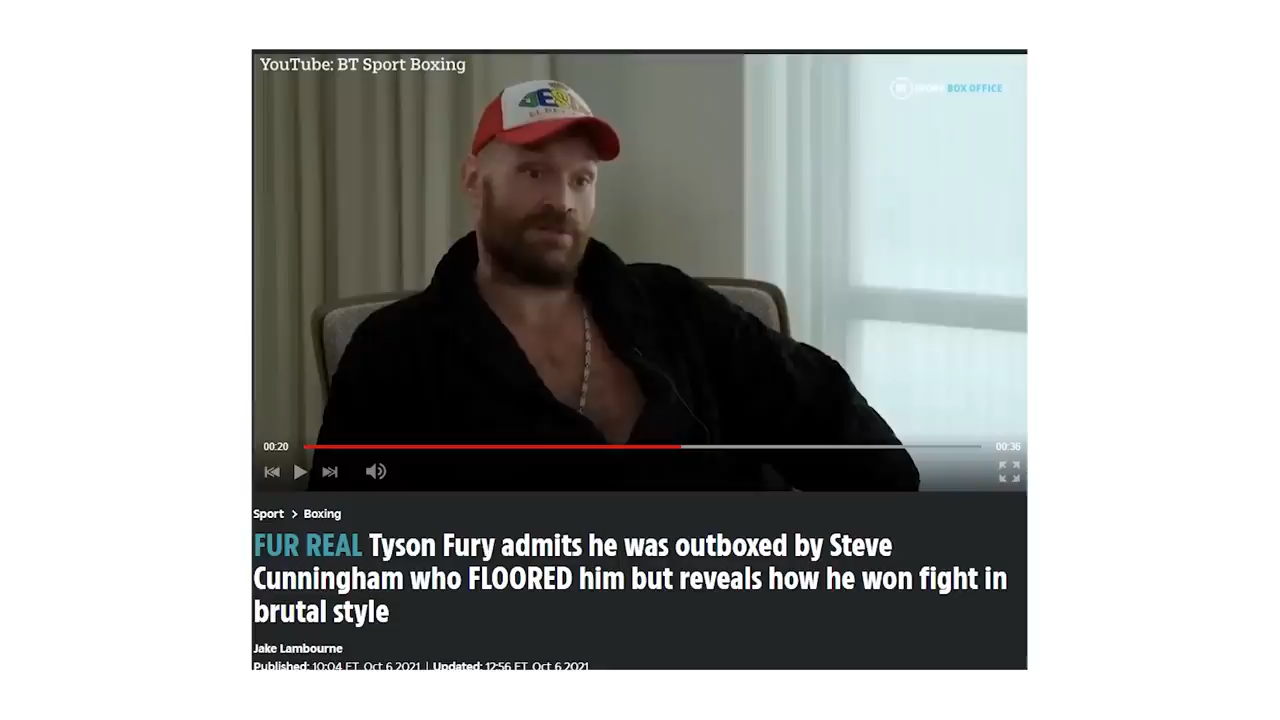 YouTube: BT Sport Boxing
BOX OFFICE
00:20
00:36
Sport > Boxing
FUR REAL Tyson Fury admits he was outboxed by Steve
Cunningham who FLOORED him but reveals how he won fight in
brutal style
Jake Lambourne
Published: 10:04 ET, Oct 6 2021 | Updated: 12:56 ET, Oct 6 2021